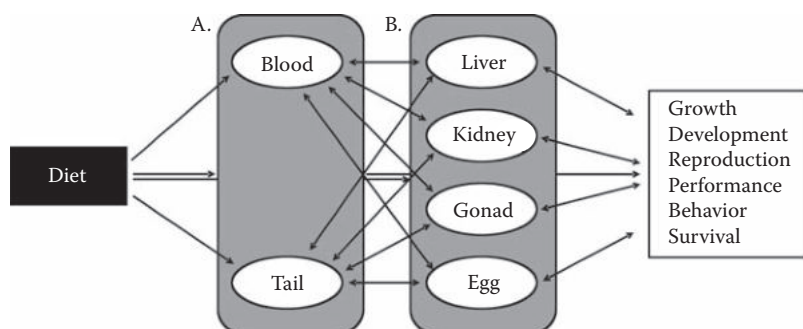 A.
B.
Blood
Liver
Kidney
Diet
Gonad
Tail
Egg
Growth
Development
Reproduction
Performance
Behavior
Survival